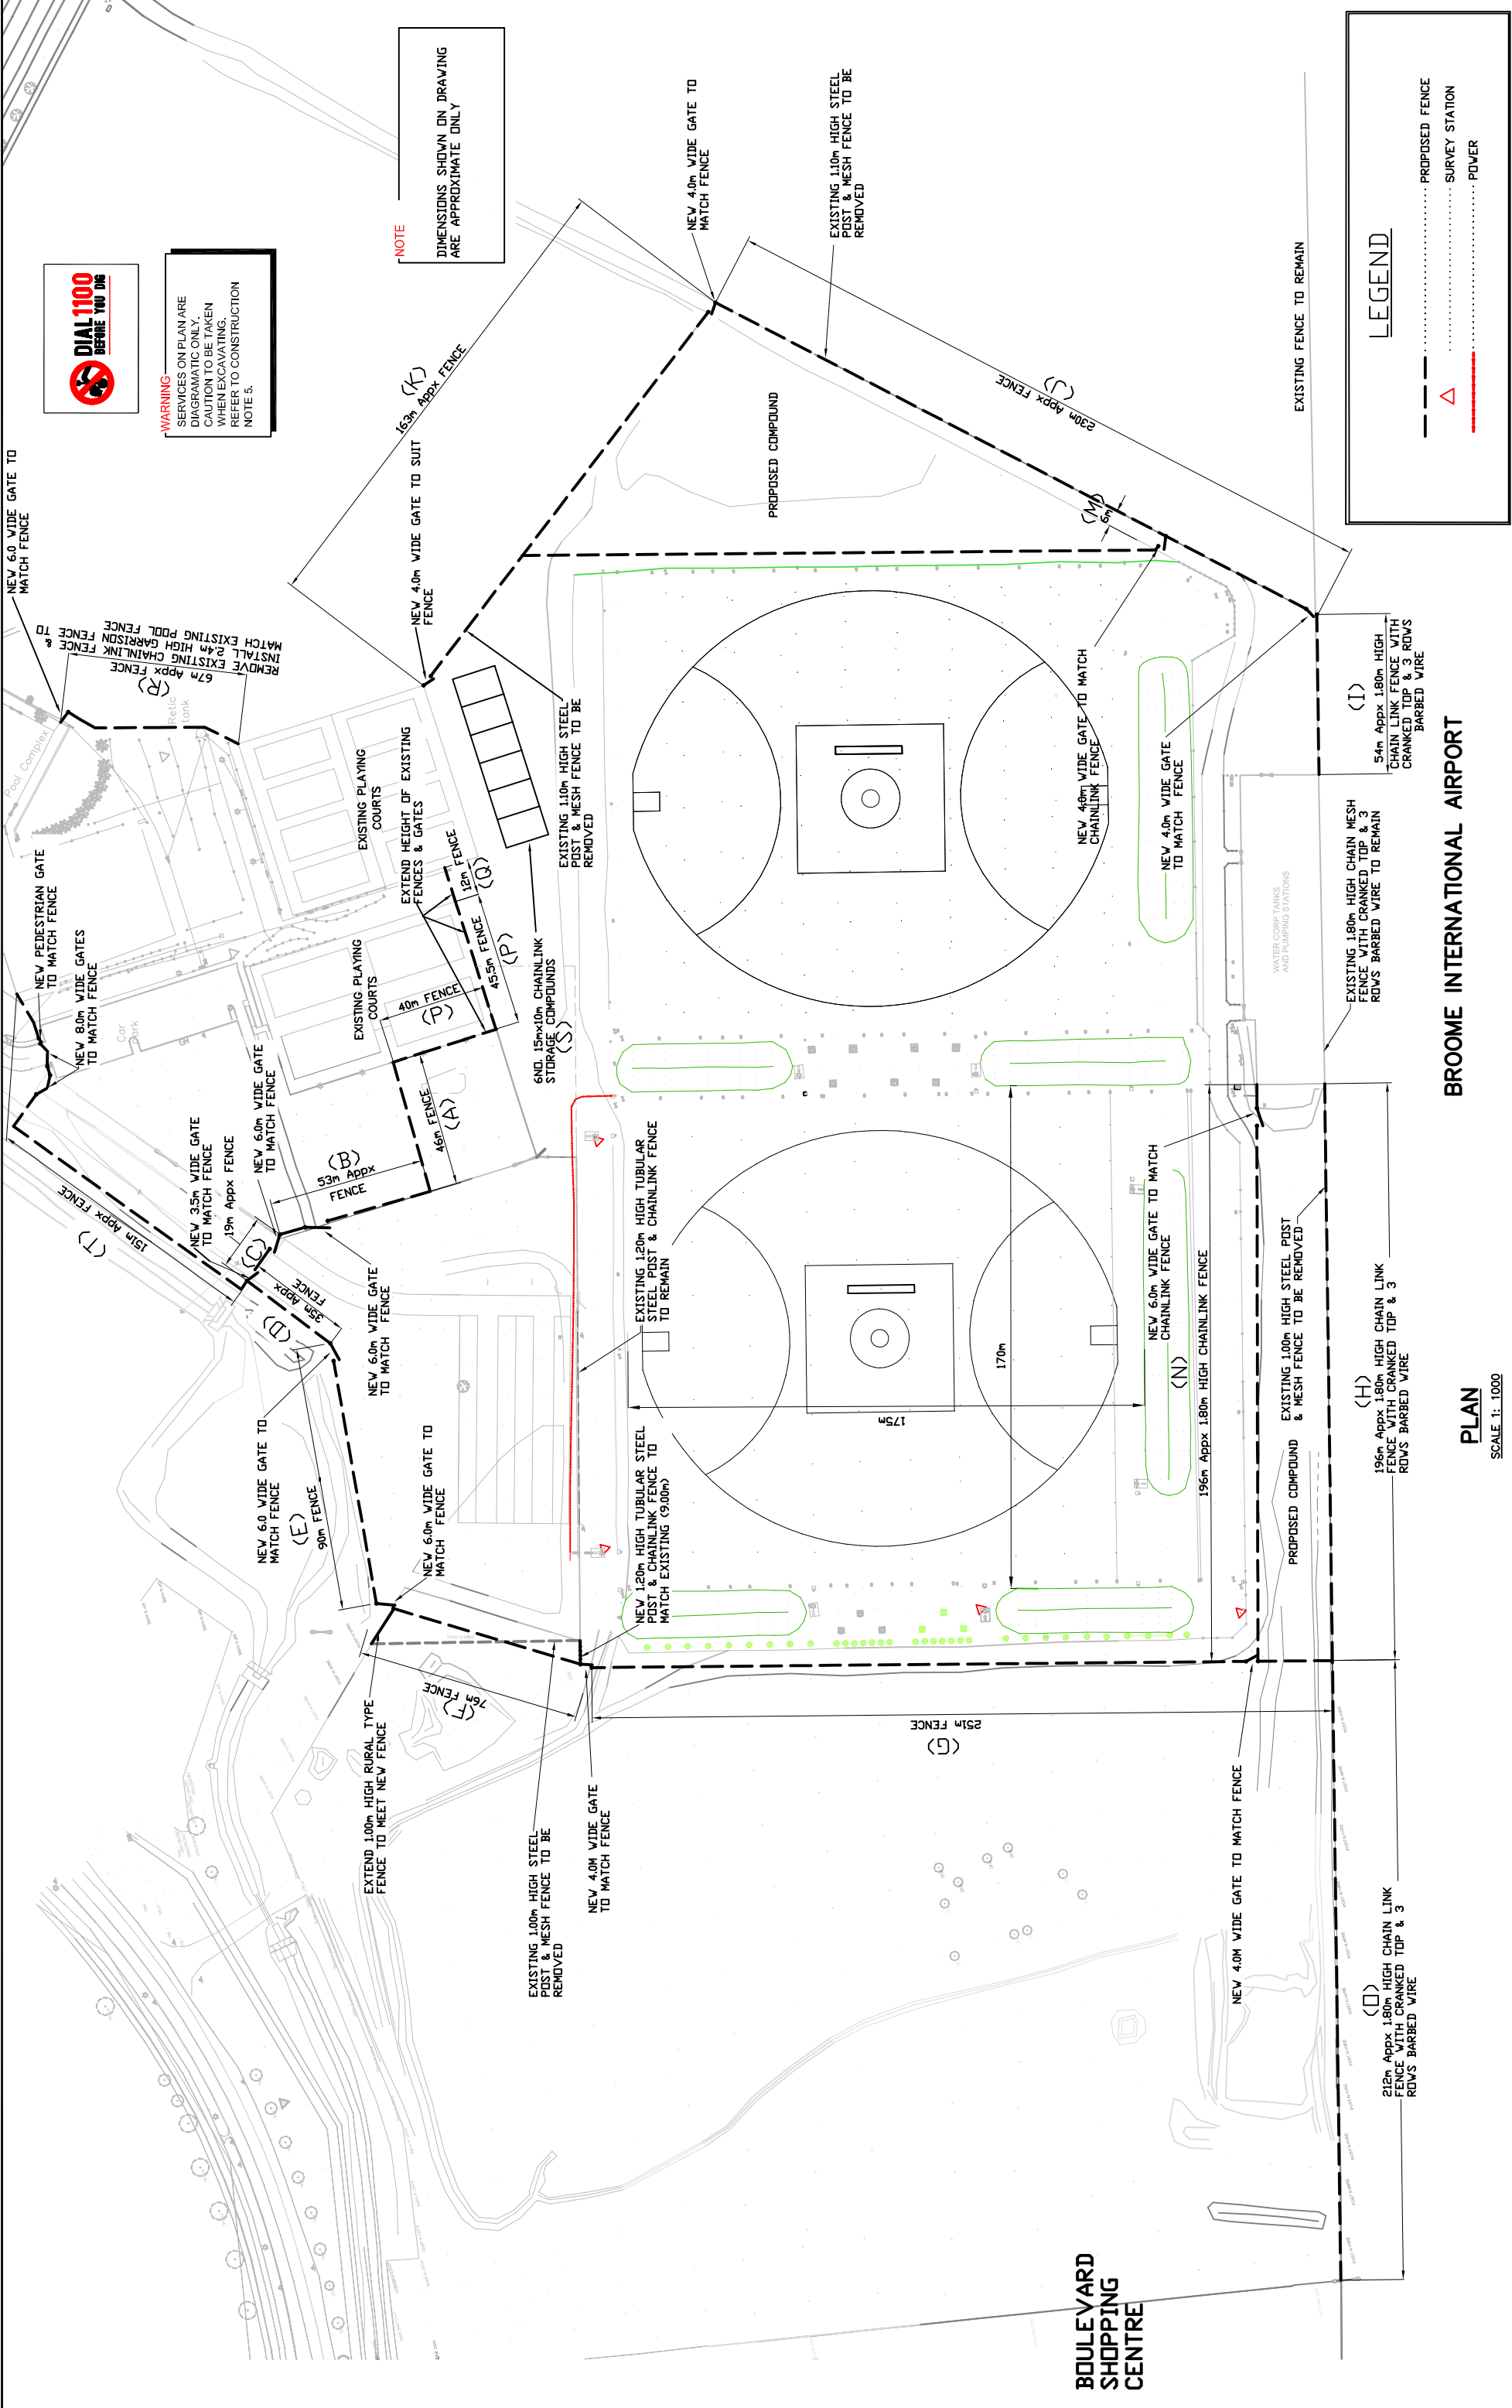 DIAL1100
BEFORE YOU DIG
WARNING
SERVICES ON PLAN ARE
DIAGRAMATIC ONLY.
CAUTION TO BE TAKEN
WHEN EXCAVATING.
REFER TO CONSTRUCTION
NOTE 5.
NOTE
DIMENSIONS SHOWN ON DRAWING
ARE APPROXIMATE ONLY
NEW 6.0 WIDE GATE TO
MATCH FENCE
REMOVE EXISTING CHAINLINK FENCE &
INSTALL 2.4m HIGH GARRISON FENCE TO
MATCH EXISTING POOL FENCE
67m Appx FENCE
(R)
Pool Complex
Retic
tank
NEW PEDESTRIAN GATE
TO MATCH FENCE
NEW 8.0m WIDE GATES
TO MATCH FENCE
Car
Park
NEW 3.5m WIDE GATE
TO MATCH FENCE
19m Appx FENCE
(C)
NEW 6.0m WIDE GATE
TO MATCH FENCE
151m Appx FENCE
(T)
35m Appx
FENCE
(D)
(B)
53m Appx
FENCE
46m FENCE
(A)
40m FENCE
(P)
45.5m FENCE
(P)
12m FENCE
(Q)
EXISTING PLAYING
COURTS
EXISTING PLAYING
COURTS
EXTEND HEIGHT OF EXISTING
FENCES & GATES
NEW 4.0m WIDE GATE TO SUIT
FENCE
(K)
163m Appx FENCE
NEW 4.0m WIDE GATE TO
MATCH FENCE
EXISTING 1.10m HIGH STEEL
POST & MESH FENCE TO BE
REMOVED
PROPOSED COMPOUND
(J)
230m Appx FENCE
(M)
6m
EXISTING FENCE TO REMAIN
EXISTING 1.10m HIGH STEEL
POST & MESH FENCE TO BE
REMOVED
6NO. 15mx10m CHAINLINK
STORAGE COMPOUNDS
(S)
NEW 4.0m WIDE GATE TO MATCH
CHAINLINK FENCE
NEW 4.0m WIDE GATE
TO MATCH FENCE
WATER CORP TANKS
AND PUMPING STATIONS
(I)
54m Appx 1.80m HIGH
CHAIN LINK FENCE WITH
CRANKED TOP & 3 ROWS
BARBED WIRE
EXISTING 1.80m HIGH CHAIN MESH
FENCE WITH CRANKED TOP & 3
ROWS BARBED WIRE TO REMAIN
NEW 6.0m WIDE GATE
TO MATCH FENCE
NEW 6.0 WIDE GATE TO
MATCH FENCE
(E)
90m FENCE
NEW 6.0m WIDE GATE TO
MATCH FENCE
EXISTING 1.20m HIGH TUBULAR
STEEL POST & CHAINLINK FENCE
TO REMAIN
NEW 1.20m HIGH TUBULAR STEEL
POST & CHAINLINK FENCE TO
MATCH EXISTING (9.00m)
175m
170m
NEW 6.0m WIDE GATE TO MATCH
CHAINLINK FENCE
(N)
196m Appx 1.80m HIGH CHAINLINK FENCE
EXISTING 1.00m HIGH STEEL POST
& MESH FENCE TO BE REMOVED
PROPOSED COMPOUND
(H)
196m Appx 1.80m HIGH CHAIN LINK
FENCE WITH CRANKED TOP & 3
ROWS BARBED WIRE
EXTEND 1.00m HIGH RURAL TYPE
FENCE TO MEET NEW FENCE
76m FENCE
(F)
EXISTING 1.00m HIGH STEEL
POST & MESH FENCE TO BE
REMOVED
NEW 4.0M WIDE GATE
TO MATCH FENCE
251m FENCE
(G)
NEW 4.0M WIDE GATE TO MATCH FENCE
(O)
212m Appx 1.80m HIGH CHAIN LINK
FENCE WITH CRANKED TOP & 3
ROWS BARBED WIRE
BOULEVARD
SHOPPING
CENTRE
BROOME INTERNATIONAL AIRPORT
PLAN
SCALE 1: 1000
LEGEND
PROPOSED FENCE
SURVEY STATION
POWER